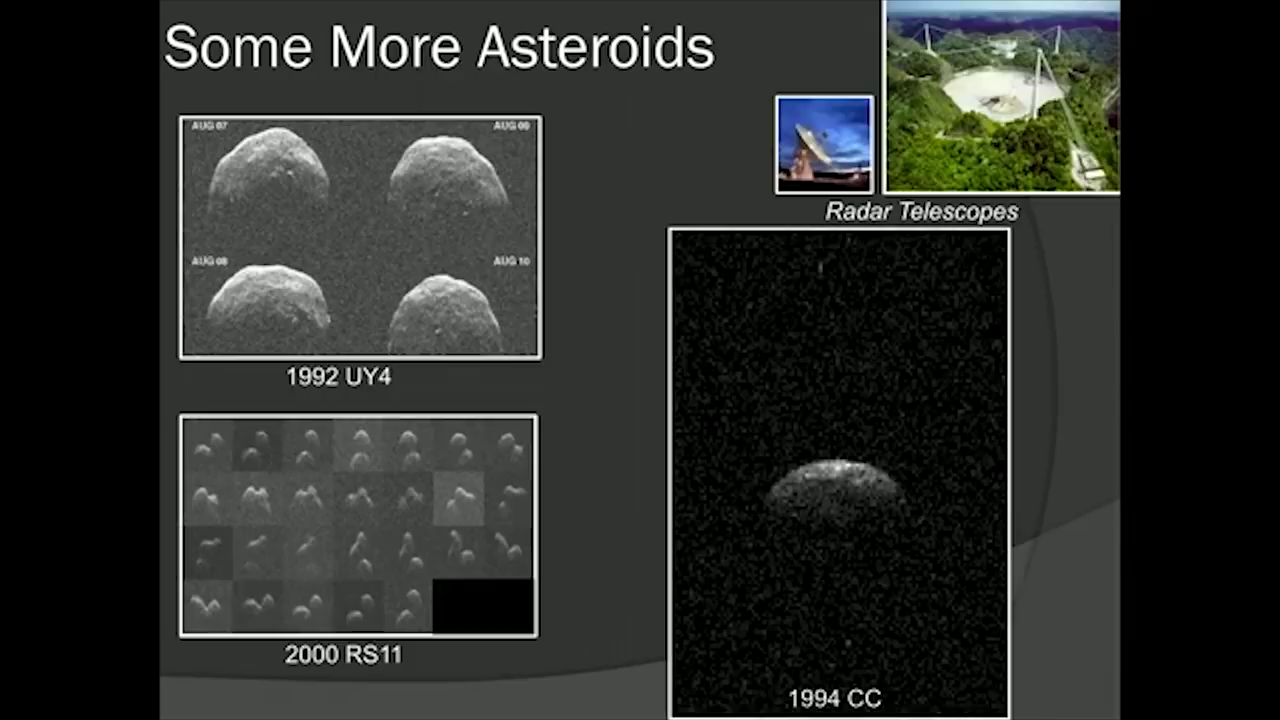 Some More Asteroids
AUG 07
AUG 09
AUG 08
AUG 10
1992 UY4
2000 RS11
Radar Telescopes
1994 CC